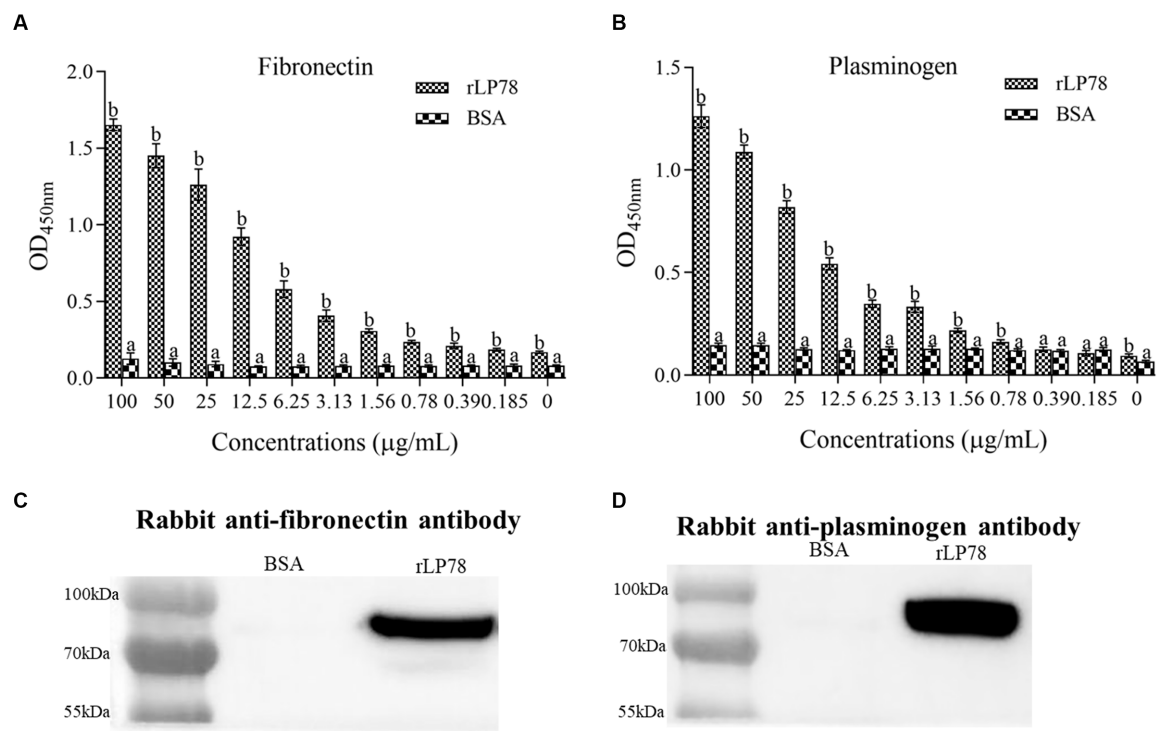 A
Fibronectin
rLP78
BSA
2.0
1.5
1.0
0.5
0.0
OD450nm
b b b b b b b b b b b
a a a a a a a a a a a
100 50 25 12.5 6.25 3.13 1.56 0.78 0.390.185 0
Concentrations (μg/mL)
B
Plasminogen
rLP78
BSA
1.5
1.0
0.5
0.0
OD450nm
b b b b b b b b a a b
a a a a a a a a a a a
100 50 25 12.5 6.25 3.13 1.56 0.78 0.390.185 0
Concentrations (μg/mL)
C
Rabbit anti-fibronectin antibody
BSA rLP78
100kDa
70kDa
55kDa
D
Rabbit anti-plasminogen antibody
BSA rLP78
100kDa
70kDa
55kDa